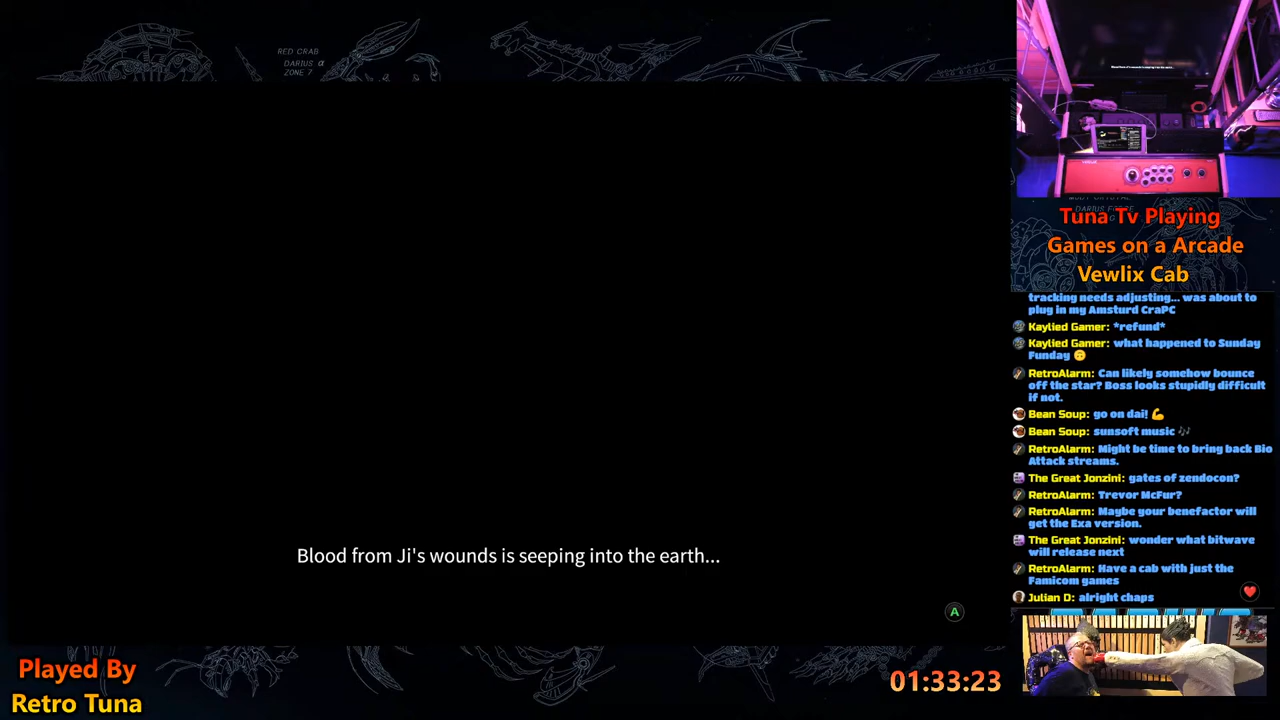 RED CRAB
DARIUS α
ZONE 7
Blood from Ji's wounds is seeping into the earth...
A
Played By
Retro Tuna
01:33:23
Tuna Tv Playing
Games on a Arcade
Vewlix Cab
tracking needs adjusting... was about to
plug in my Amsturd CraPC
Kaylied Gamer: *refund*
Kaylied Gamer: what happened to Sunday
Funday 🙃
RetroAlarm: Can likely somehow bounce
off the star? Boss looks stupidly difficult
if not.
Bean Soup: go on dai! 💪
Bean Soup: sunsoft music 🎶
RetroAlarm: Might be time to bring back Bio
Attack streams.
The Great Jonzini: gates of zendocon?
RetroAlarm: Trevor McFur?
RetroAlarm: Maybe your benefactor will
get the Exa version.
The Great Jonzini: wonder what bitwave
will release next
RetroAlarm: Have a cab with just the
Famicom games
Julian D: alright chaps